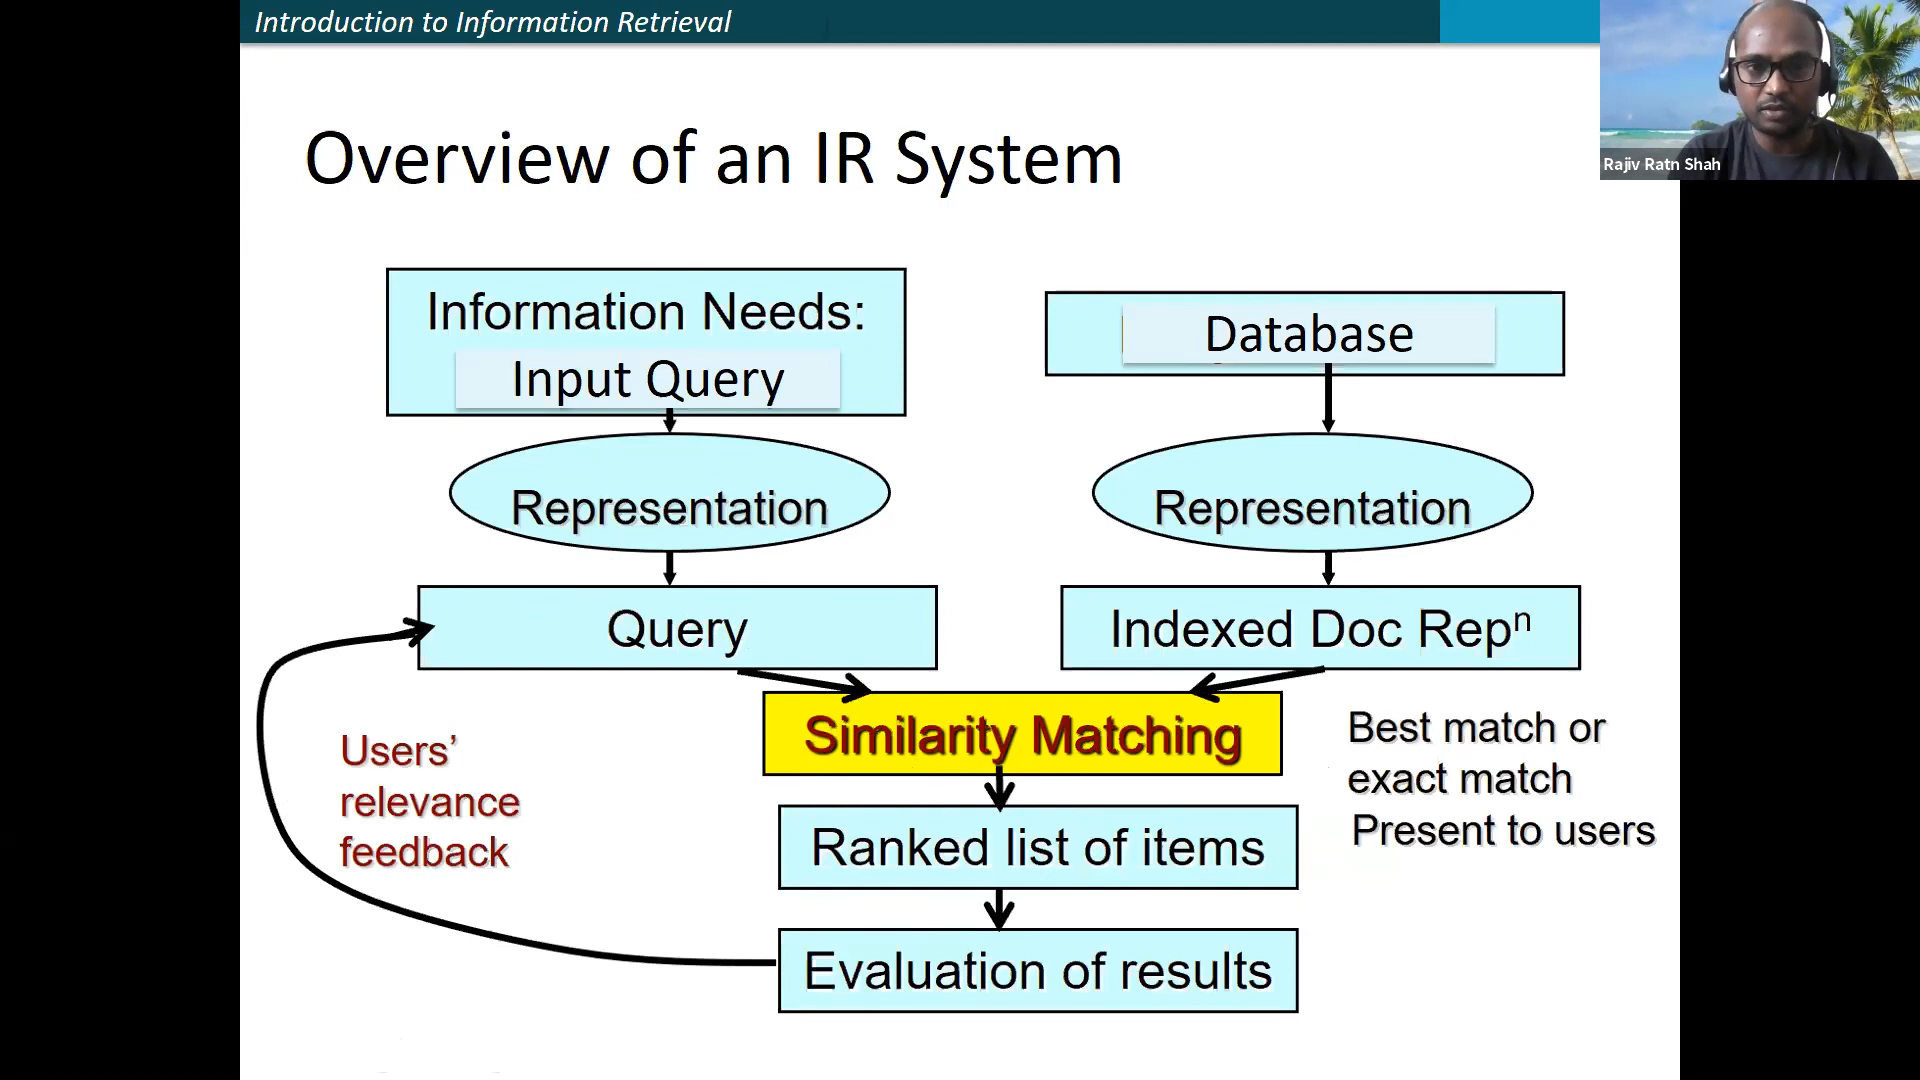 Introduction to Information Retrieval
Rajiv Ratn Shah
Overview of an IR System
Information Needs:
Input Query
Database
Representation
Representation
Query
Indexed Doc Repⁿ
Similarity Matching
Users’
relevance
feedback
Best match or
exact match
Present to users
Ranked list of items
Evaluation of results